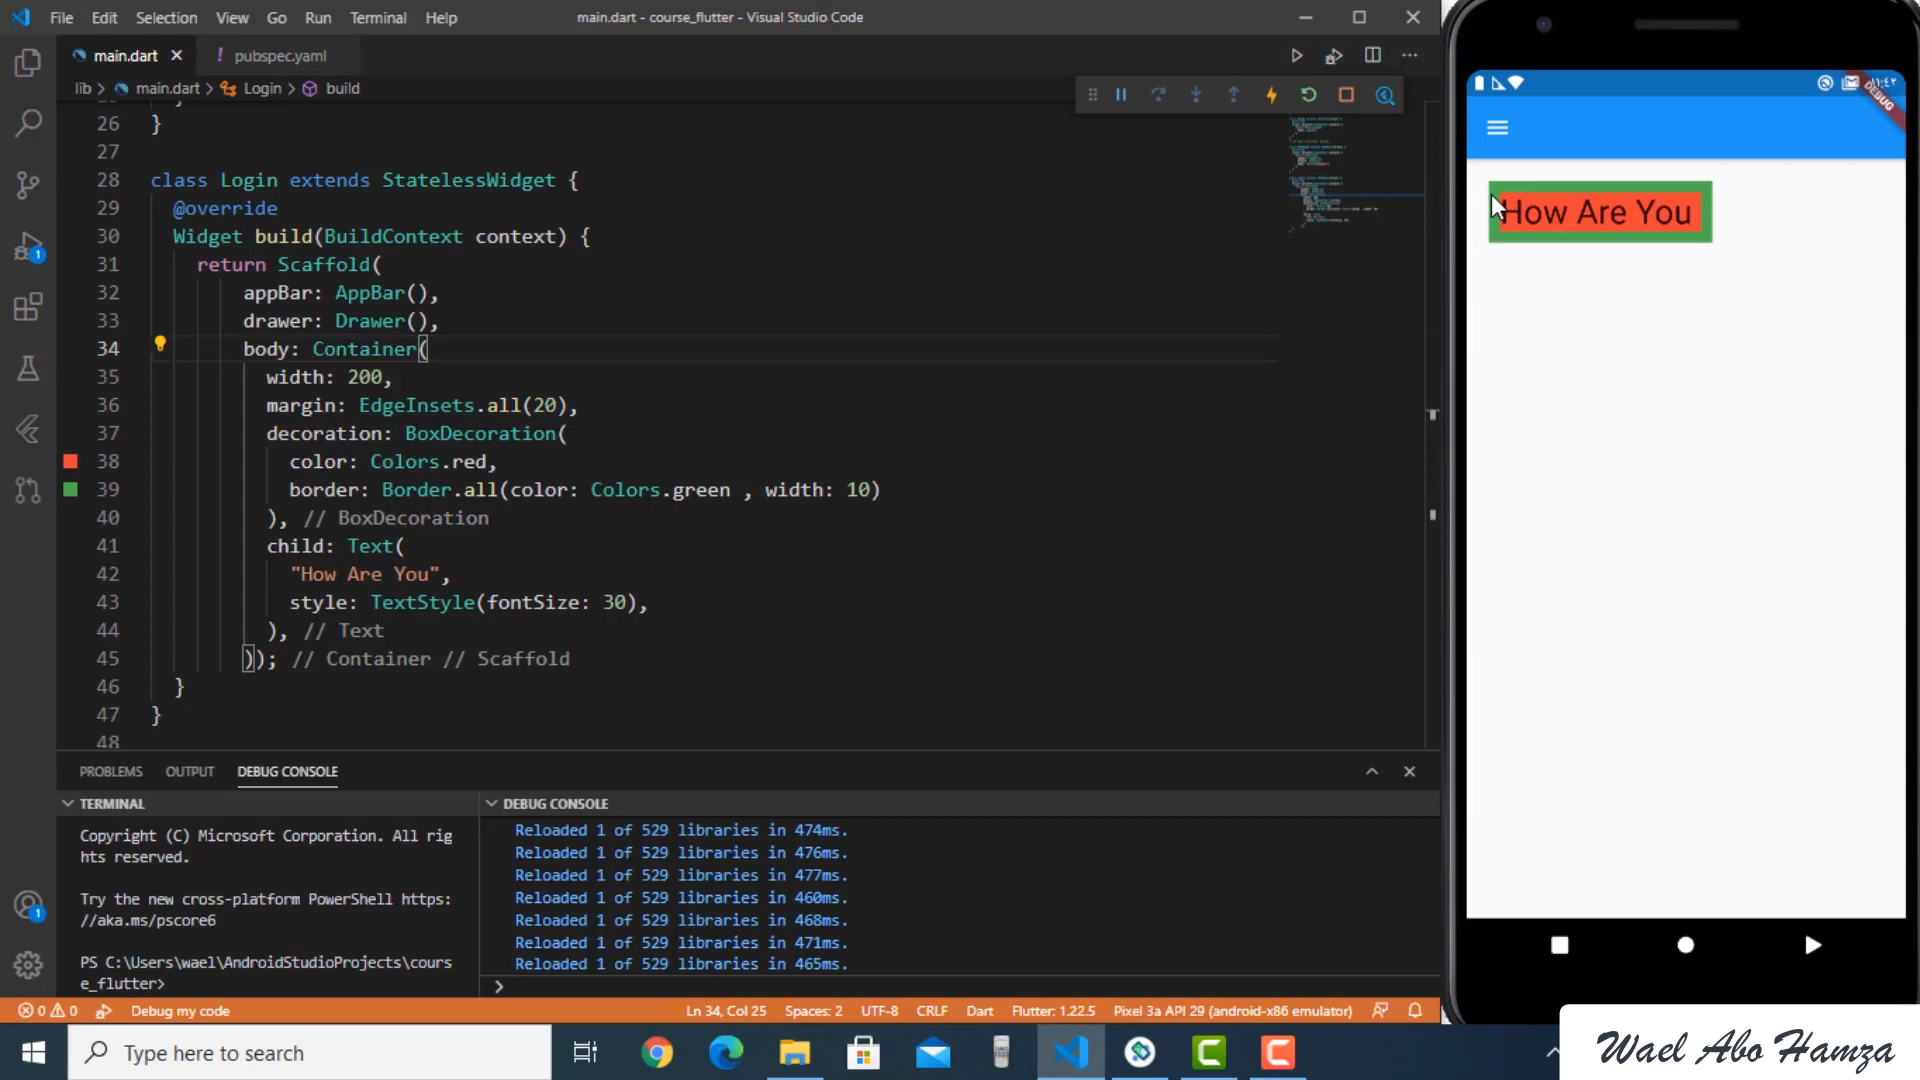 File Edit Selection View Go Run Terminal Help
main.dart - course_flutter - Visual Studio Code
main.dart
! pubspec.yaml
lib > main.dart > Login > build
26 }
27
28 class Login extends StatelessWidget {
29 @override
30 Widget build(BuildContext context) {
31 return Scaffold(
32 appBar: AppBar(),
33 drawer: Drawer(),
34 body: Container(
35 width: 200,
36 margin: EdgeInsets.all(20),
37 decoration: BoxDecoration(
38 color: Colors.red,
39 border: Border.all(color: Colors.green , width: 10)
40 ), // BoxDecoration
41 child: Text(
42 "How Are You",
43 style: TextStyle(fontSize: 30),
44 ), // Text
45 )); // Container // Scaffold
46 }
47 }
48
PROBLEMS OUTPUT DEBUG CONSOLE
TERMINAL
Copyright (C) Microsoft Corporation. All rig
hts reserved.
Try the new cross-platform PowerShell https:
//aka.ms/pscore6
PS C:\Users\wael\AndroidStudioProjects\cours
e_flutter>
DEBUG CONSOLE
Reloaded 1 of 529 libraries in 474ms.
Reloaded 1 of 529 libraries in 476ms.
Reloaded 1 of 529 libraries in 477ms.
Reloaded 1 of 529 libraries in 460ms.
Reloaded 1 of 529 libraries in 468ms.
Reloaded 1 of 529 libraries in 471ms.
Reloaded 1 of 529 libraries in 465ms.
>
0 0 Debug my code
Ln 34, Col 25 Spaces: 2 UTF-8 CRLF Dart Flutter: 1.22.5 Pixel 3a API 29 (android-x86 emulator)
1
1
DEBUG
How Are You
Type here to search
Wael Abo Hamza